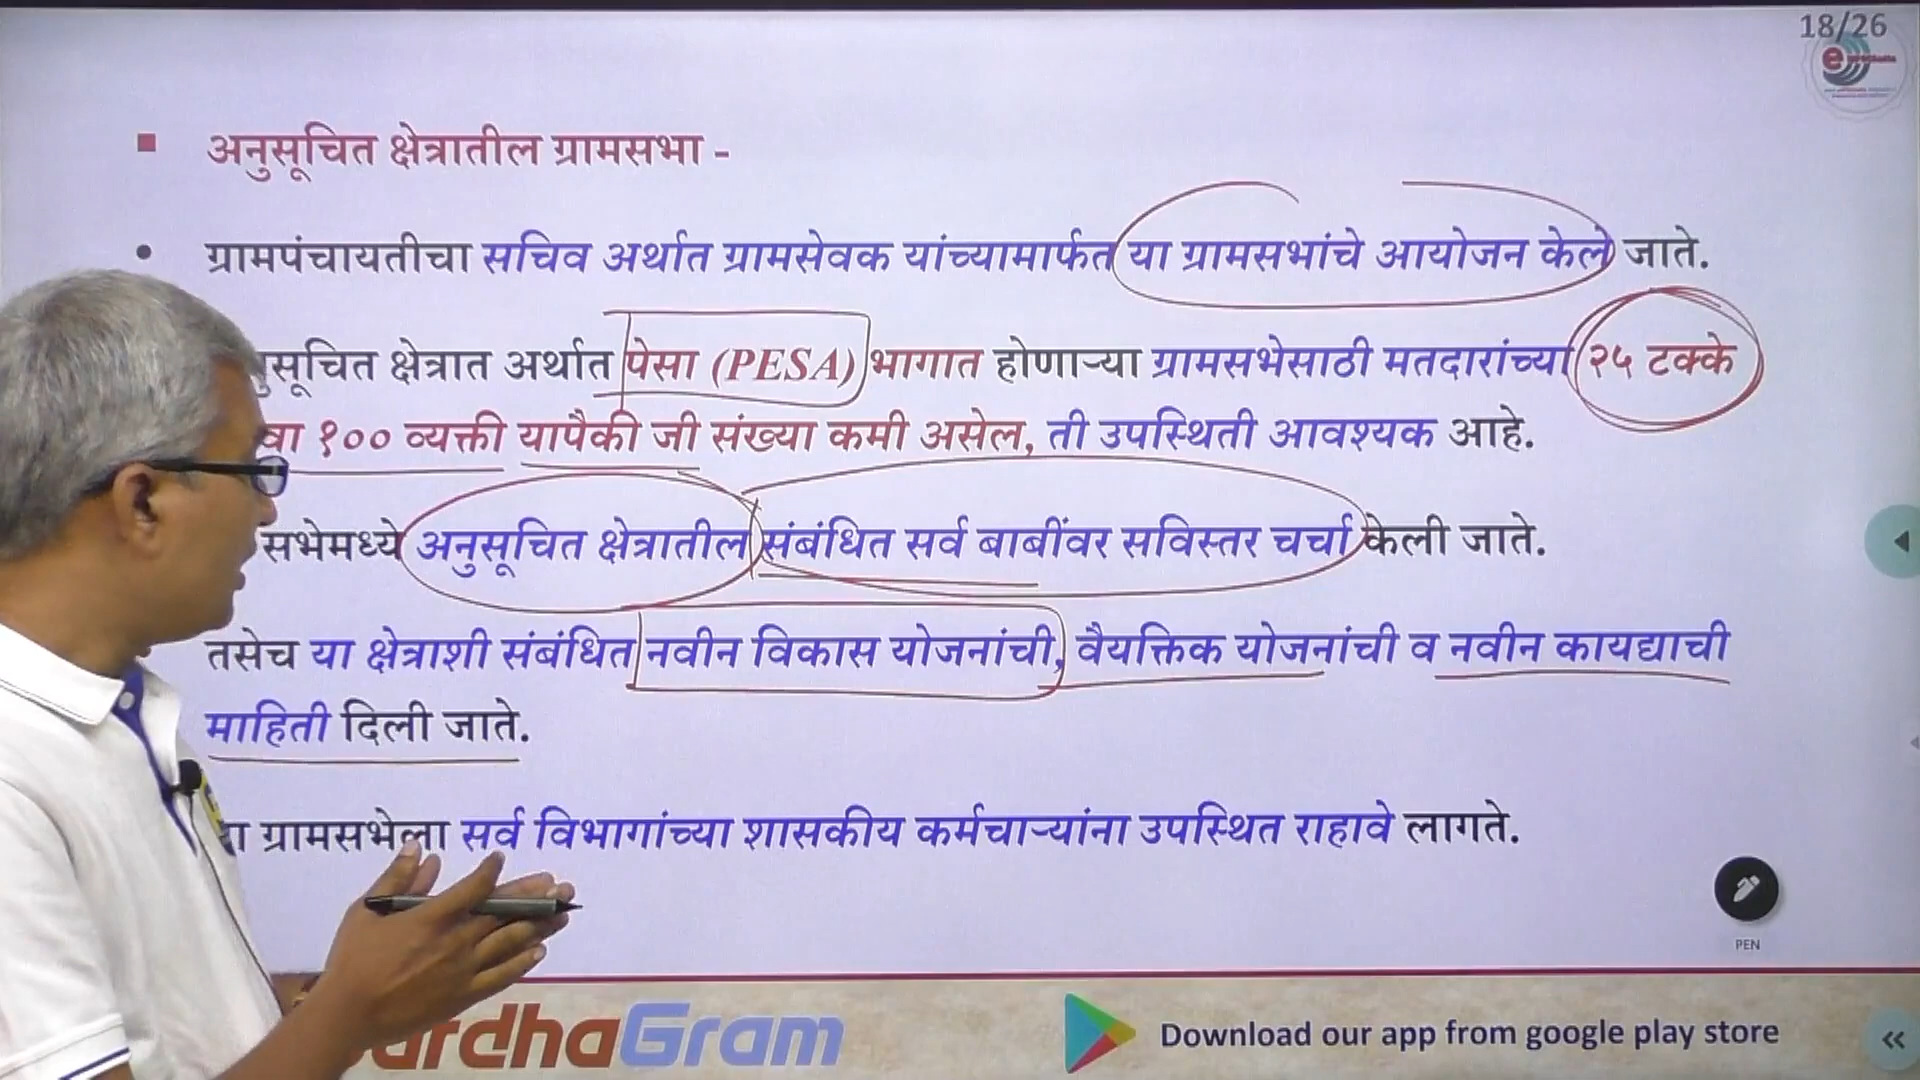 18/26
अनुसूचित क्षेत्रातील ग्रामसभा -
ग्रामपंचायतीचा सचिव अर्थात ग्रामसेवक यांच्यामार्फत या ग्रामसभांचे आयोजन केले जाते.
क्षेत्रात अर्थात पेसा (PESA) भागात होणाऱ्या ग्रामसभेसाठी मतदारांच्या २५ टक्के
१०० व्यक्ती यापैकी जी संख्या कमी असेल, ती उपस्थिती आवश्यक आहे.
सभेमध्ये अनुसूचित क्षेत्रातील संबंधित सर्व बाबींवर सविस्तर चर्चा केली जाते.
तसेच या क्षेत्राशी संबंधित नवीन विकास योजनांची, वैयक्तिक योजनांची व नवीन कायद्याची
माहिती दिली जाते.
ग्रामसभेला सर्व विभागांच्या शासकीय कर्मचाऱ्यांना उपस्थित राहावे लागते.
PEN
Download our app from google play store